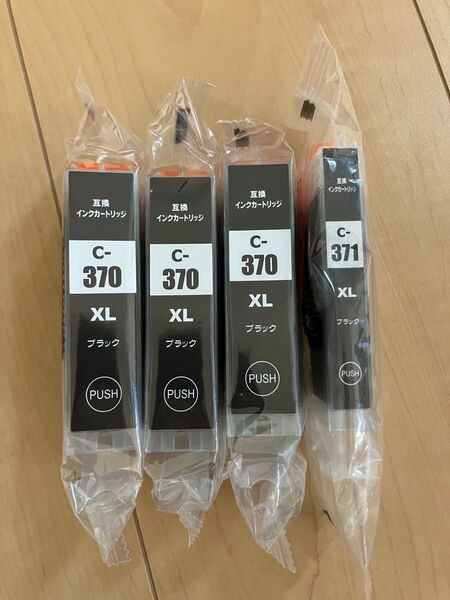 互換
インクカートリッジ
C-
370
XL
ブラック
PUSH
互換
インクカートリッジ
C-
370
XL
ブラック
PUSH
互換
インクカートリッジ
C-
370
XL
ブラック
PUSH
互換
インクカートリッジ
C-
371
XL
ブラック
PUSH